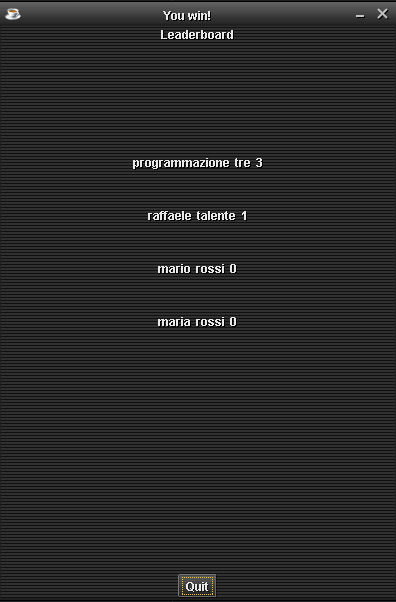 You win!
Leaderboard
programmazione tre 3
raffaele talente 1
mario rossi 0
maria rossi 0
Quit